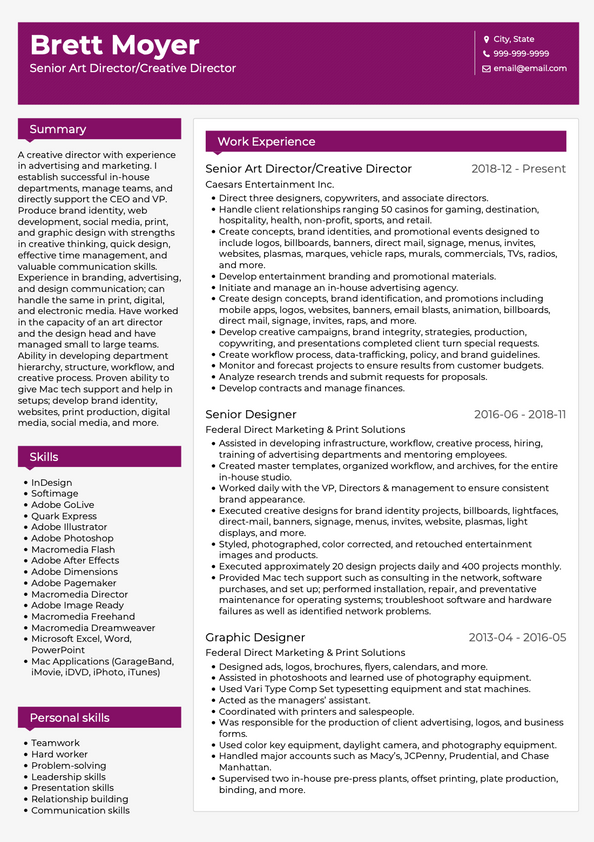 Brett Moyer
Senior Art Director/Creative Director
City, State
999-999-9999
email@email.com
Summary
A creative director with experience
in advertising and marketing. I
establish successful in-house
departments, manage teams, and
directly support the CEO and VP.
Produce brand identity, web
development, social media, print,
and graphic design with strengths
in creative thinking, quick design,
effective time management, and
valuable communication skills.
Experience in branding, advertising,
and design communication; can
handle the same in print, digital,
and electronic media. Have worked
in the capacity of an art director
and the design head and have
managed small to large teams.
Ability in developing department
hierarchy, structure, workflow, and
creative process. Proven ability to
give Mac tech support and help in
setups; develop brand identity,
websites, print production, digital
media, social media, and more.
Skills
• InDesign
• Softimage
• Adobe GoLive
• Quark Express
• Adobe Illustrator
• Adobe Photoshop
• Macromedia Flash
• Adobe After Effects
• Adobe Dimensions
• Adobe Pagemaker
• Macromedia Director
• Adobe Image Ready
• Macromedia Freehand
• Macromedia Dreamweaver
• Microsoft Excel, Word,
PowerPoint
• Mac Applications (GarageBand,
iMovie, iDVD, iPhoto, iTunes)
Personal skills
• Teamwork
• Hard worker
• Problem-solving
• Leadership skills
• Presentation skills
• Relationship building
• Communication skills
Work Experience
Senior Art Director/Creative Director 2018-12 - Present
Caesars Entertainment Inc.
• Direct three designers, copywriters, and associate directors.
• Handle client relationships ranging 50 casinos for gaming, destination,
hospitality, health, non-profit, sports, and retail.
• Create concepts, brand identities, and promotional events designed to
include logos, billboards, banners, direct mail, signage, menus, invites,
websites, plasmas, marques, vehicle raps, murals, commercials, TVs, radios,
and more.
• Develop entertainment branding and promotional materials.
• Initiate and manage an in-house advertising agency.
• Create design concepts, brand identification, and promotions including
mobile apps, logos, websites, banners, email blasts, animation, billboards,
direct mail, signage, invites, raps, and more.
• Develop creative campaigns, brand integrity, strategies, production,
copywriting, and presentations completed client turn special requests.
• Create workflow process, data-trafficking, policy, and brand guidelines.
• Monitor and forecast projects to ensure results from customer budgets.
• Analyze research trends and submit requests for proposals.
• Develop contracts and manage finances.
Senior Designer 2016-06 - 2018-11
Federal Direct Marketing & Print Solutions
• Assisted in developing infrastructure, workflow, creative process, hiring,
training of advertising departments and mentoring employees.
• Created master templates, organized workflow, and archives, for the entire
in-house studio.
• Worked daily with the VP, Directors & management to ensure consistent
brand appearance.
• Executed creative designs for brand identity projects, billboards, lightfaces,
direct-mail, banners, signage, menus, invites, website, plasmas, light
displays, and more.
• Styled, photographed, color corrected, and retouched entertainment
images and products.
• Executed approximately 20 design projects daily and 400 projects monthly.
• Provided Mac tech support such as consulting in the network, software
purchases, and set up; performed installation, repair, and preventative
maintenance for operating systems; troubleshoot software and hardware
failures as well as identified network problems.
Graphic Designer 2013-04 - 2016-05
Federal Direct Marketing & Print Solutions
• Designed ads, logos, brochures, flyers, calendars, and more.
• Assisted in photoshoots and learned use of photography equipment.
• Used Vari Type Comp Set typesetting equipment and stat machines.
• Acted as the managers’ assistant.
• Coordinated with printers and salespeople.
• Was responsible for the production of client advertising, logos, and business
forms.
• Used color key equipment, daylight camera, and photography equipment.
• Handled major accounts such as Macy’s, JCPenny, Prudential, and Chase
Manhattan.
• Supervised two in-house pre-press plants, offset printing, plate production,
binding, and more.